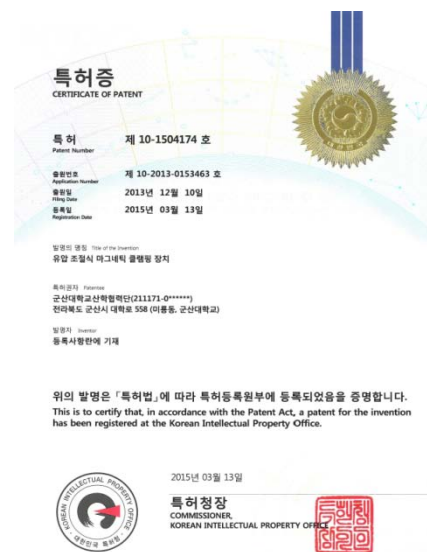 특허증
CERTIFICATE OF PATENT
특 허 제 10-1504174 호
Patent Number
출원번호 제 10-2013-0153463 호
Application Number
출원일 2013년 12월 10일
Filing Date
등록일 2015년 03월 13일
Registration Date
발명의 명칭 Title of the Invention
유압 조절식 마그네틱 클램핑 장치
특허권자 Patentee
군산대학교산학협력단(211171-0******)
전라북도 군산시 대학로 558 (미룡동, 군산대학교)
발명자 Inventor
등록사항란에 기재
위의 발명은 「특허법」에 따라 특허등록원부에 등록되었음을 증명합니다.
This is to certify that, in accordance with the Patent Act, a patent for the invention
has been registered at the Korean Intellectual Property Office.
2015년 03월 13일
특허청장
COMMISSIONER,
KOREAN INTELLECTUAL PROPERTY OFFICE
KOREAN INTELLECTUAL PROPERTY OFFICE
대한민국 특허청